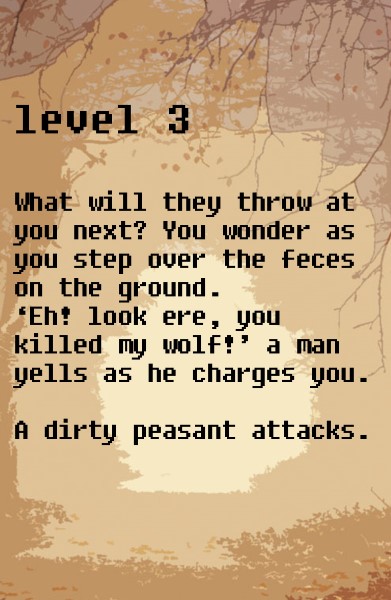 level 3
What will they throw at
you next? You wonder as
you step over the feces
on the ground.
‘Eh! look ere, you
killed my wolf!’ a man
yells as he charges you.
A dirty peasant attacks.